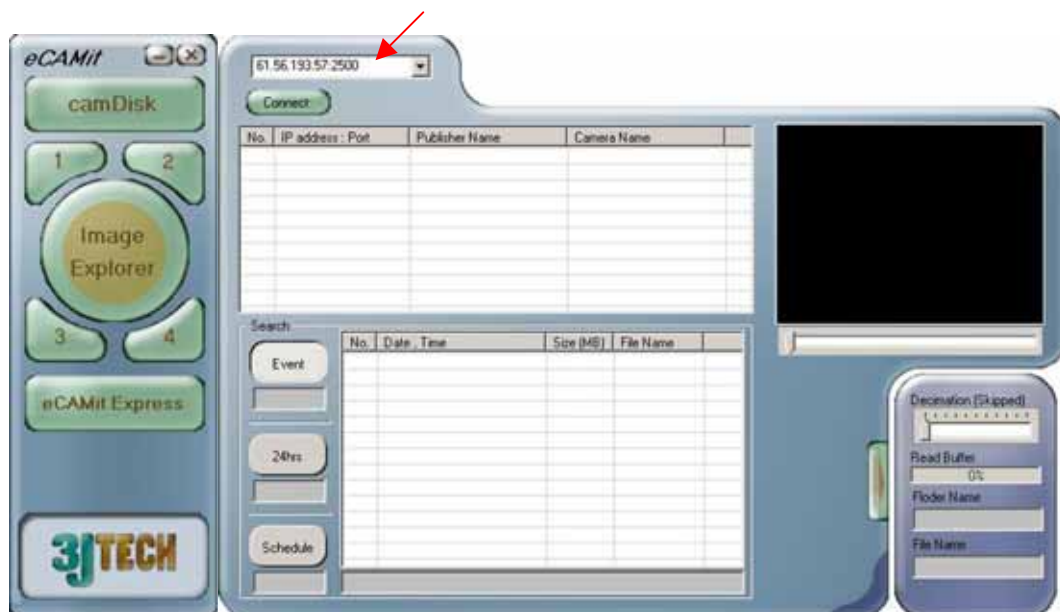 eCAMit
camDisk
1
2
Image
Explorer
3
4
eCAMit Express
3JTECH
61.56.193.57:2500
Connect
No. IP address : Port Publisher Name Camera Name
Search
Event
24hrs
Schedule
No. Date , Time Size (MB) File Name
Decimation (Skipped)
Read Buffer
0%
Floder Name
File Name